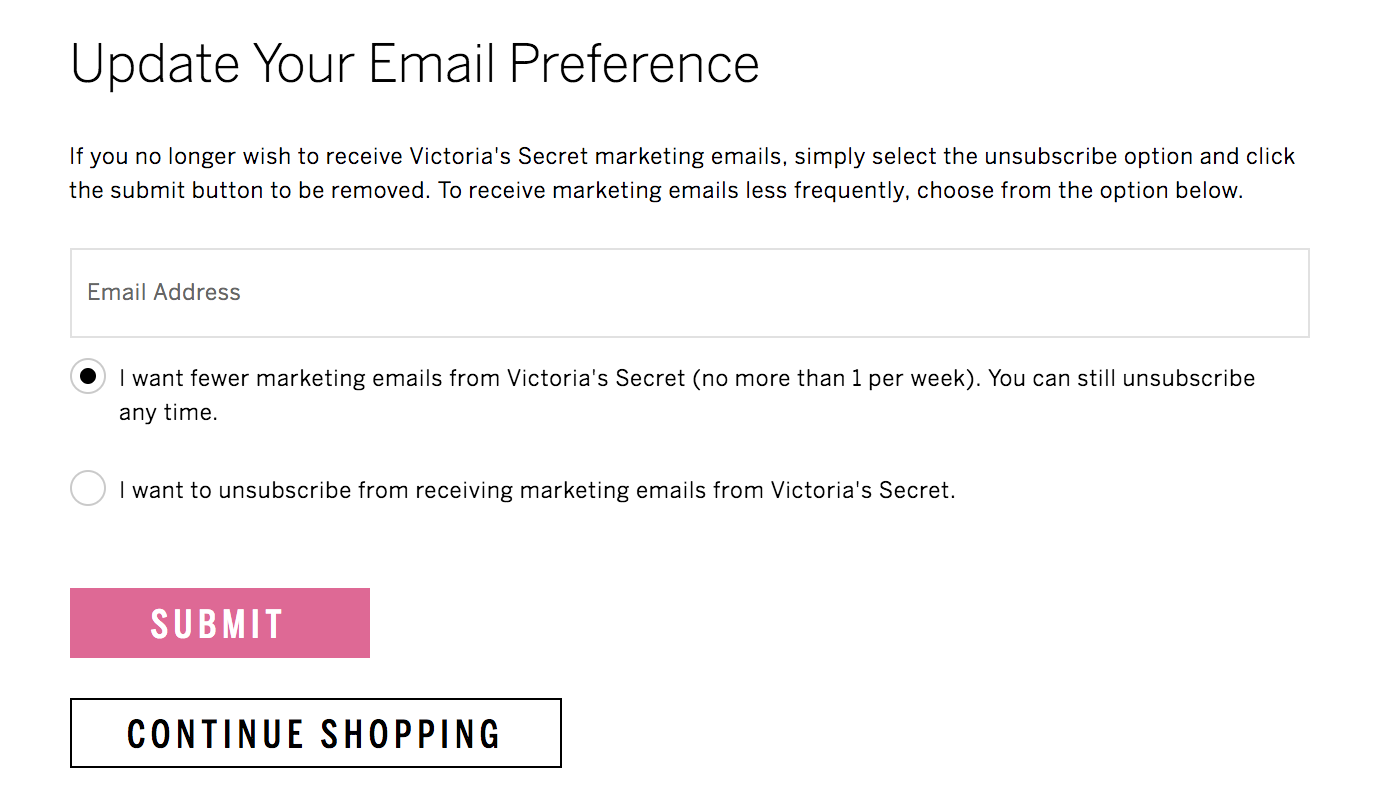 Update Your Email Preference
If you no longer wish to receive Victoria's Secret marketing emails, simply select the unsubscribe option and click
the submit button to be removed. To receive marketing emails less frequently, choose from the option below.
Email Address
I want fewer marketing emails from Victoria's Secret (no more than 1 per week). You can still unsubscribe
any time.
I want to unsubscribe from receiving marketing emails from Victoria's Secret.
SUBMIT
CONTINUE SHOPPING